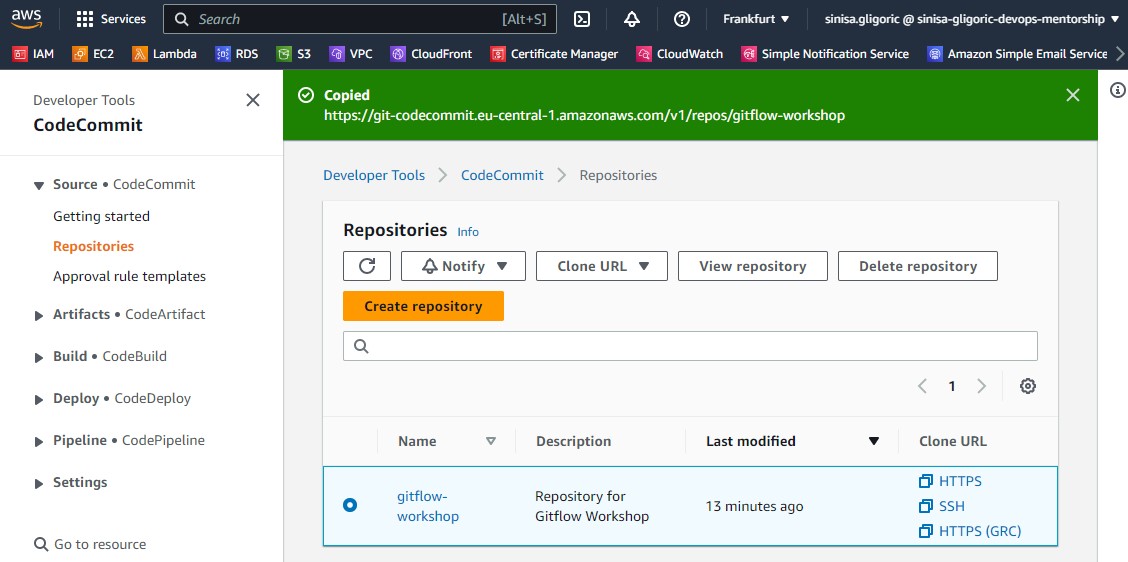 aws
Services
Search
[Alt+S]
Frankfurt
sinisa.gligoric @ sinisa-gligoric-devops-mentorship
IAM
EC2
Lambda
RDS
S3
VPC
CloudFront
Certificate Manager
CloudWatch
Simple Notification Service
Amazon Simple Email Service
Developer Tools
CodeCommit
Source • CodeCommit
Getting started
Repositories
Approval rule templates
Artifacts • CodeArtifact
Build • CodeBuild
Deploy • CodeDeploy
Pipeline • CodePipeline
Settings
Go to resource
Copied
https://git-codecommit.eu-central-1.amazonaws.com/v1/repos/gitflow-workshop
Developer Tools
CodeCommit
Repositories
Repositories Info
Notify
Clone URL
View repository
Delete repository
Create repository
1
Name
Description
Last modified
Clone URL
gitflow-
workshop
Repository for
Gitflow Workshop
13 minutes ago
HTTPS
SSH
HTTPS (GRC)